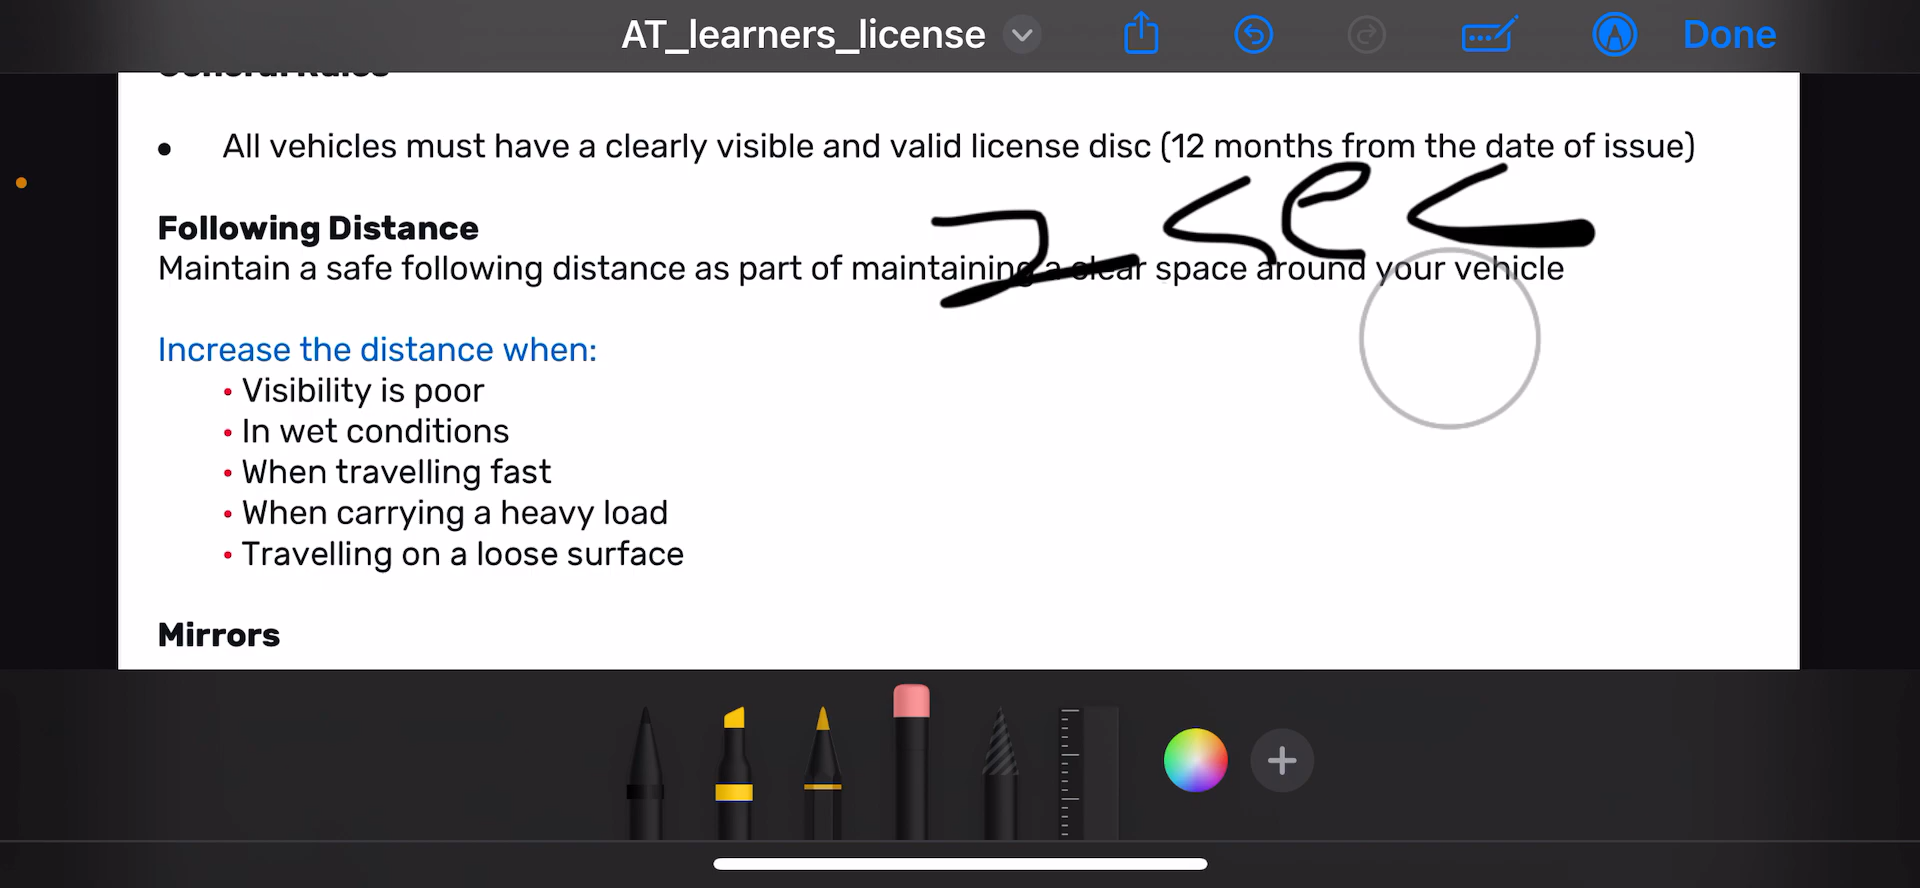 AT_learners_license
Done
General Rules
• All vehicles must have a clearly visible and valid license disc (12 months from the date of issue)
2 sec
Following Distance
Maintain a safe following distance as part of maintaining a clear space around your vehicle
Increase the distance when:
• Visibility is poor
• In wet conditions
• When travelling fast
• When carrying a heavy load
• Travelling on a loose surface
Mirrors